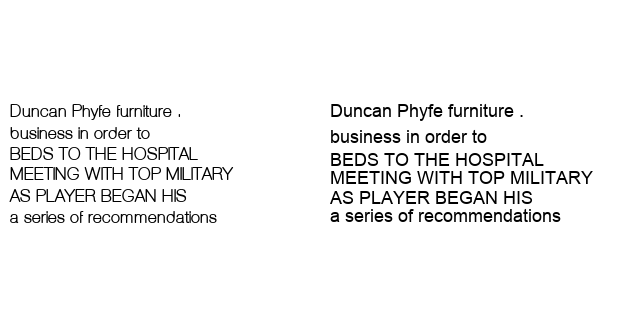 Duncan Phyfe furniture .
business in order to
BEDS TO THE HOSPITAL
MEETING WITH TOP MILITARY
AS PLAYER BEGAN HIS
a series of recommendations
Duncan Phyfe furniture .
business in order to
BEDS TO THE HOSPITAL
MEETING WITH TOP MILITARY
AS PLAYER BEGAN HIS
a series of recommendations